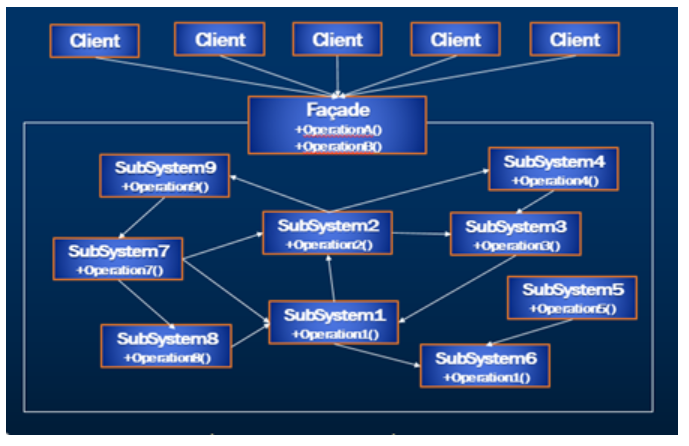 Client
Client
Client
Client
Client
Façade
+OperationA()
+OperationB()
SubSystem9
+Operation9()
SubSystem4
+Operation4()
SubSystem2
+Operation2()
SubSystem3
+Operation3()
SubSystem7
+Operation7()
SubSystem5
+Operation5()
SubSystem1
+Operation1()
SubSystem8
+Operation8()
SubSystem6
+Operation1()